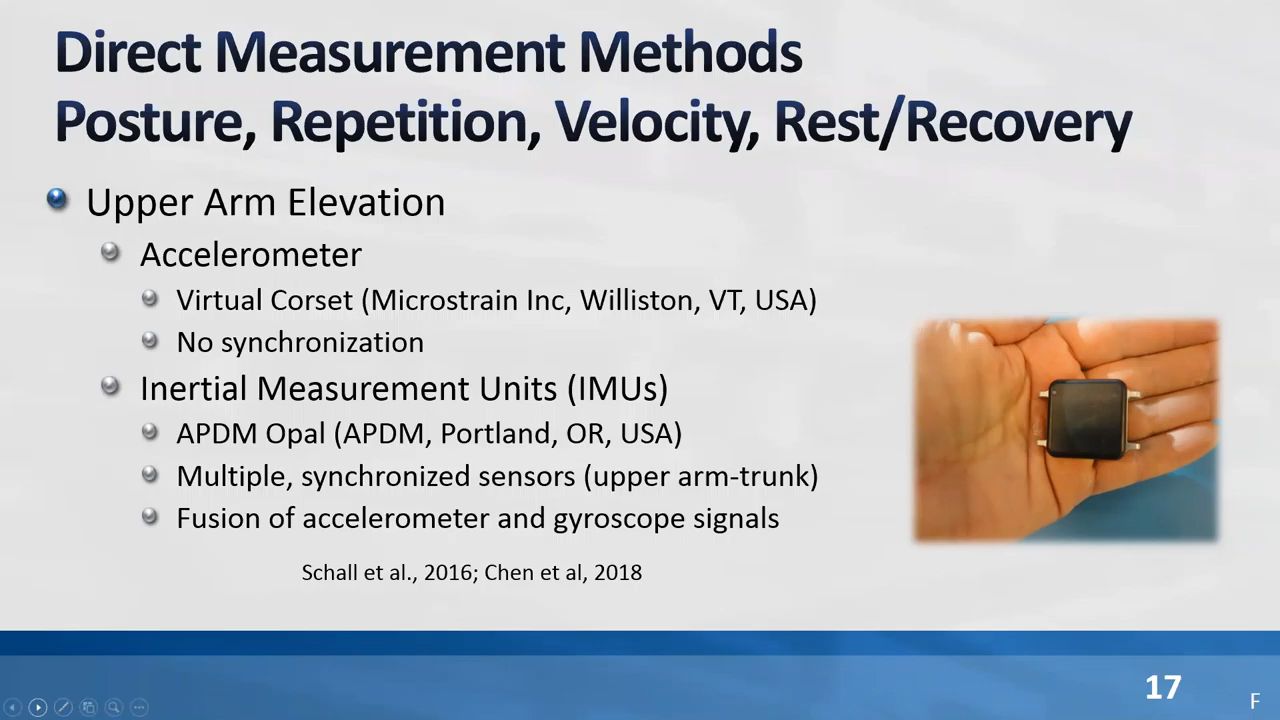 Direct Measurement Methods
Posture, Repetition, Velocity, Rest/Recovery
Upper Arm Elevation
Accelerometer
Virtual Corset (Microstrain Inc, Williston, VT, USA)
No synchronization
Inertial Measurement Units (IMUs)
APDM Opal (APDM, Portland, OR, USA)
Multiple, synchronized sensors (upper arm-trunk)
Fusion of accelerometer and gyroscope signals
Schall et al., 2016; Chen et al, 2018
17
F